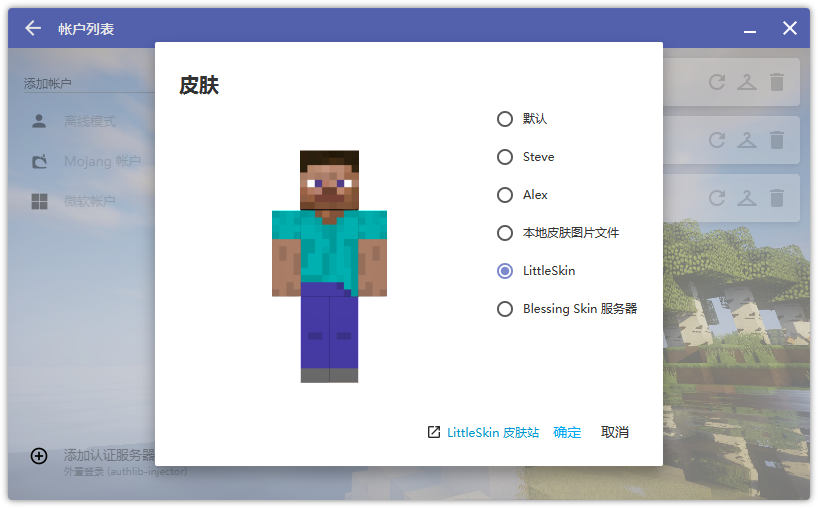 帐户列表
添加帐户
离线模式
Mojang 帐户
微软帐户
添加认证服务器
外置登录 (authlib-injector)
皮肤
默认
Steve
Alex
本地皮肤图片文件
LittleSkin
Blessing Skin 服务器
LittleSkin 皮肤站
确定
取消